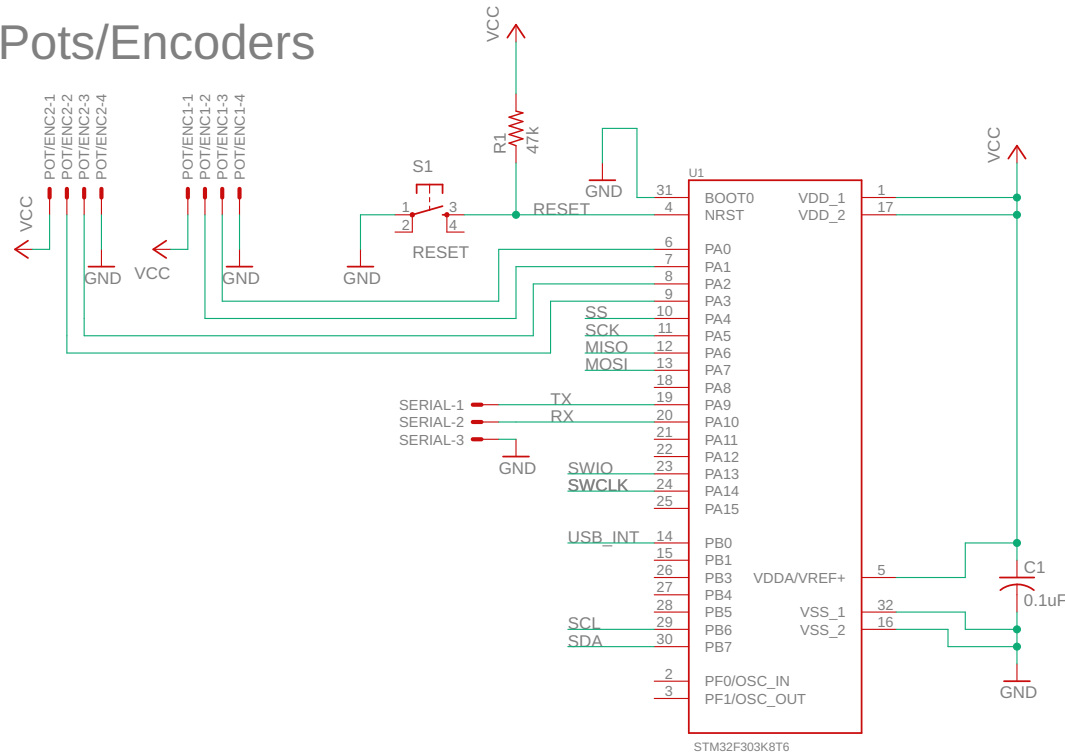 Pots/Encoders
VCC
POT/ENC2-1
POT/ENC2-2
POT/ENC2-3
POT/ENC2-4
POT/ENC1-1
POT/ENC1-2
POT/ENC1-3
POT/ENC1-4
VCC
GND
VCC
GND
R1
47k
S1
1
2
3
4
RESET
GND
RESET
GND
VCC
U1
31 BOOT0
4 NRST
6 PA0
7 PA1
8 PA2
9 PA3
SS 10 PA4
SCK 11 PA5
MISO 12 PA6
MOSI 13 PA7
18 PA8
SERIAL-1 TX 19 PA9
SERIAL-2 RX 20 PA10
SERIAL-3
GND
21 PA11
22 PA12
SWIO 23 PA13
SWCLK 24 PA14
25 PA15
USB_INT 14 PB0
15 PB1
26 PB3
27 PB4
28 PB5
SCL 29 PB6
SDA 30 PB7
2 PF0/OSC_IN
3 PF1/OSC_OUT
VDD_1 1
VDD_2 17
VDDA/VREF+ 5
VSS_1 32
VSS_2 16
C1
0.1uF
GND
STM32F303K8T6